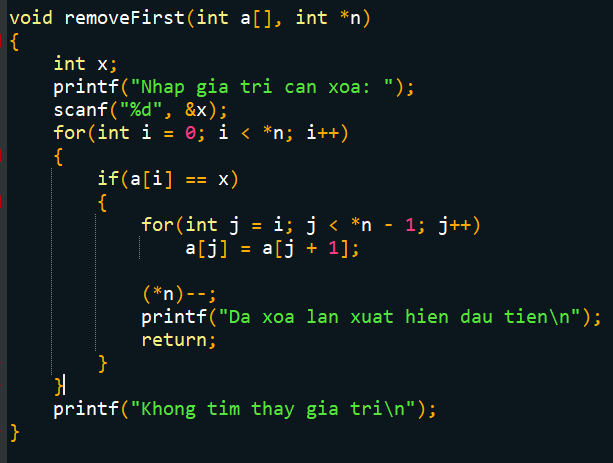 void removeFirst(int a[], int *n)
{
    int x;
    printf("Nhap gia tri can xoa: ");
    scanf("%d", &x);
    for(int i = 0; i < *n; i++)
    {
        if(a[i] == x)
        {
            for(int j = i; j < *n - 1; j++)
                a[j] = a[j + 1];

            (*n)--;
            printf("Da xoa lan xuat hien dau tien\n");
            return;
        }
    }
    printf("Khong tim thay gia tri\n");
}